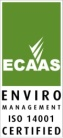 ECAAS
ENVIRO
MANAGEMENT
ISO 14001
CERTIFIED